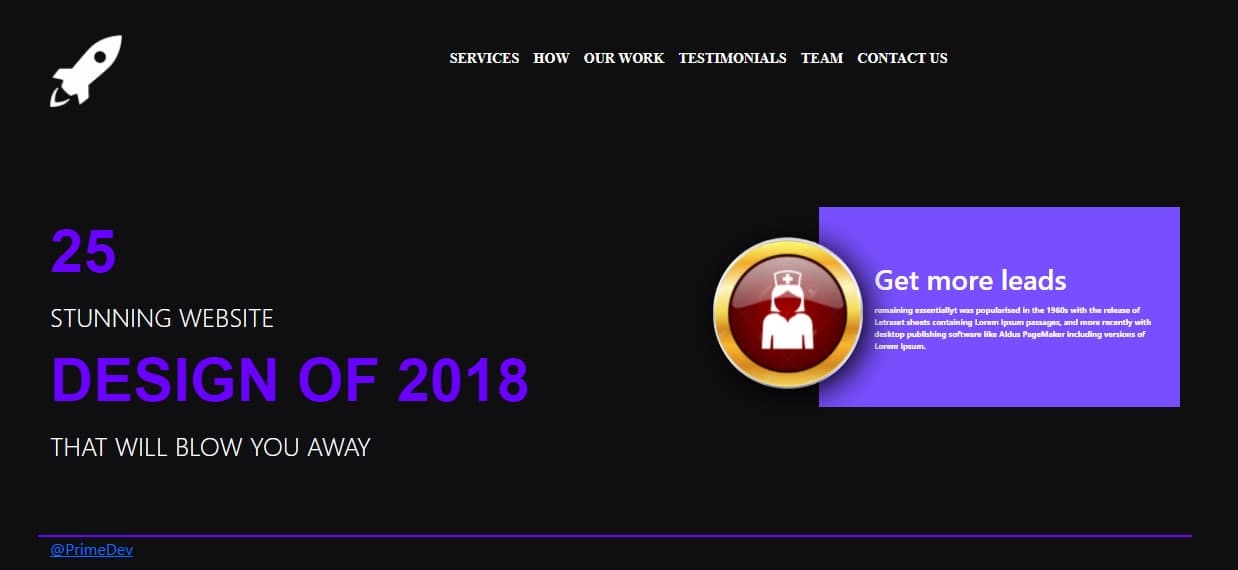 SERVICES HOW OUR WORK TESTIMONIALS TEAM CONTACT US
25
STUNNING WEBSITE
DESIGN OF 2018
THAT WILL BLOW YOU AWAY
Get more leads
remaining essentiallyt was popularised in the 1960s with the release of
Letraset sheets containing Lorem Ipsum passages, and more recently with
desktop publishing software like Aldus PageMaker including versions of
Lorem Ipsum.
@PrimeDev